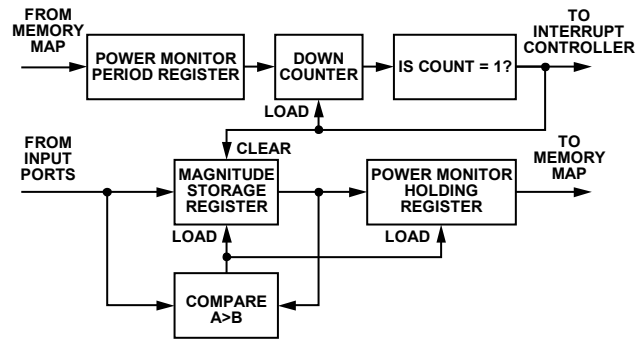 FROM
MEMORY
MAP
POWER MONITOR
PERIOD REGISTER
DOWN
COUNTER
IS COUNT = 1?
TO
INTERRUPT
CONTROLLER
LOAD
CLEAR
FROM
INPUT
PORTS
MAGNITUDE
STORAGE
REGISTER
POWER MONITOR
HOLDING
REGISTER
TO
MEMORY
MAP
LOAD
LOAD
COMPARE
A>B